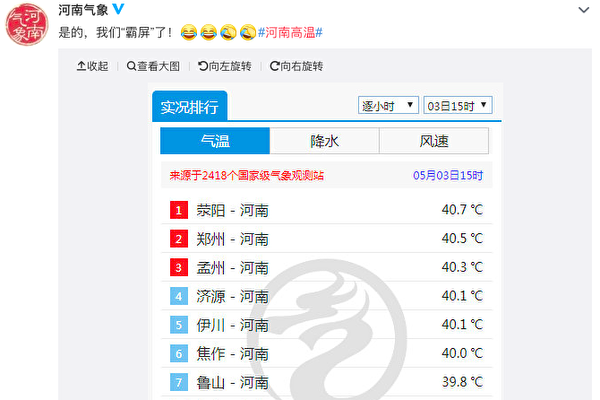 河南气象
是的，我们“霸屏”了！#河南高温#
收起 查看大图 向左旋转 向右旋转
实况排行 逐小时 03日15时
气温 降水 风速
来源于2418个国家级气象观测站 05月03日15时
1 荥阳 - 河南 40.7 ℃
2 郑州 - 河南 40.5 ℃
3 孟州 - 河南 40.3 ℃
4 济源 - 河南 40.1 ℃
5 伊川 - 河南 40.1 ℃
6 焦作 - 河南 40.0 ℃
7 鲁山 - 河南 39.8 ℃